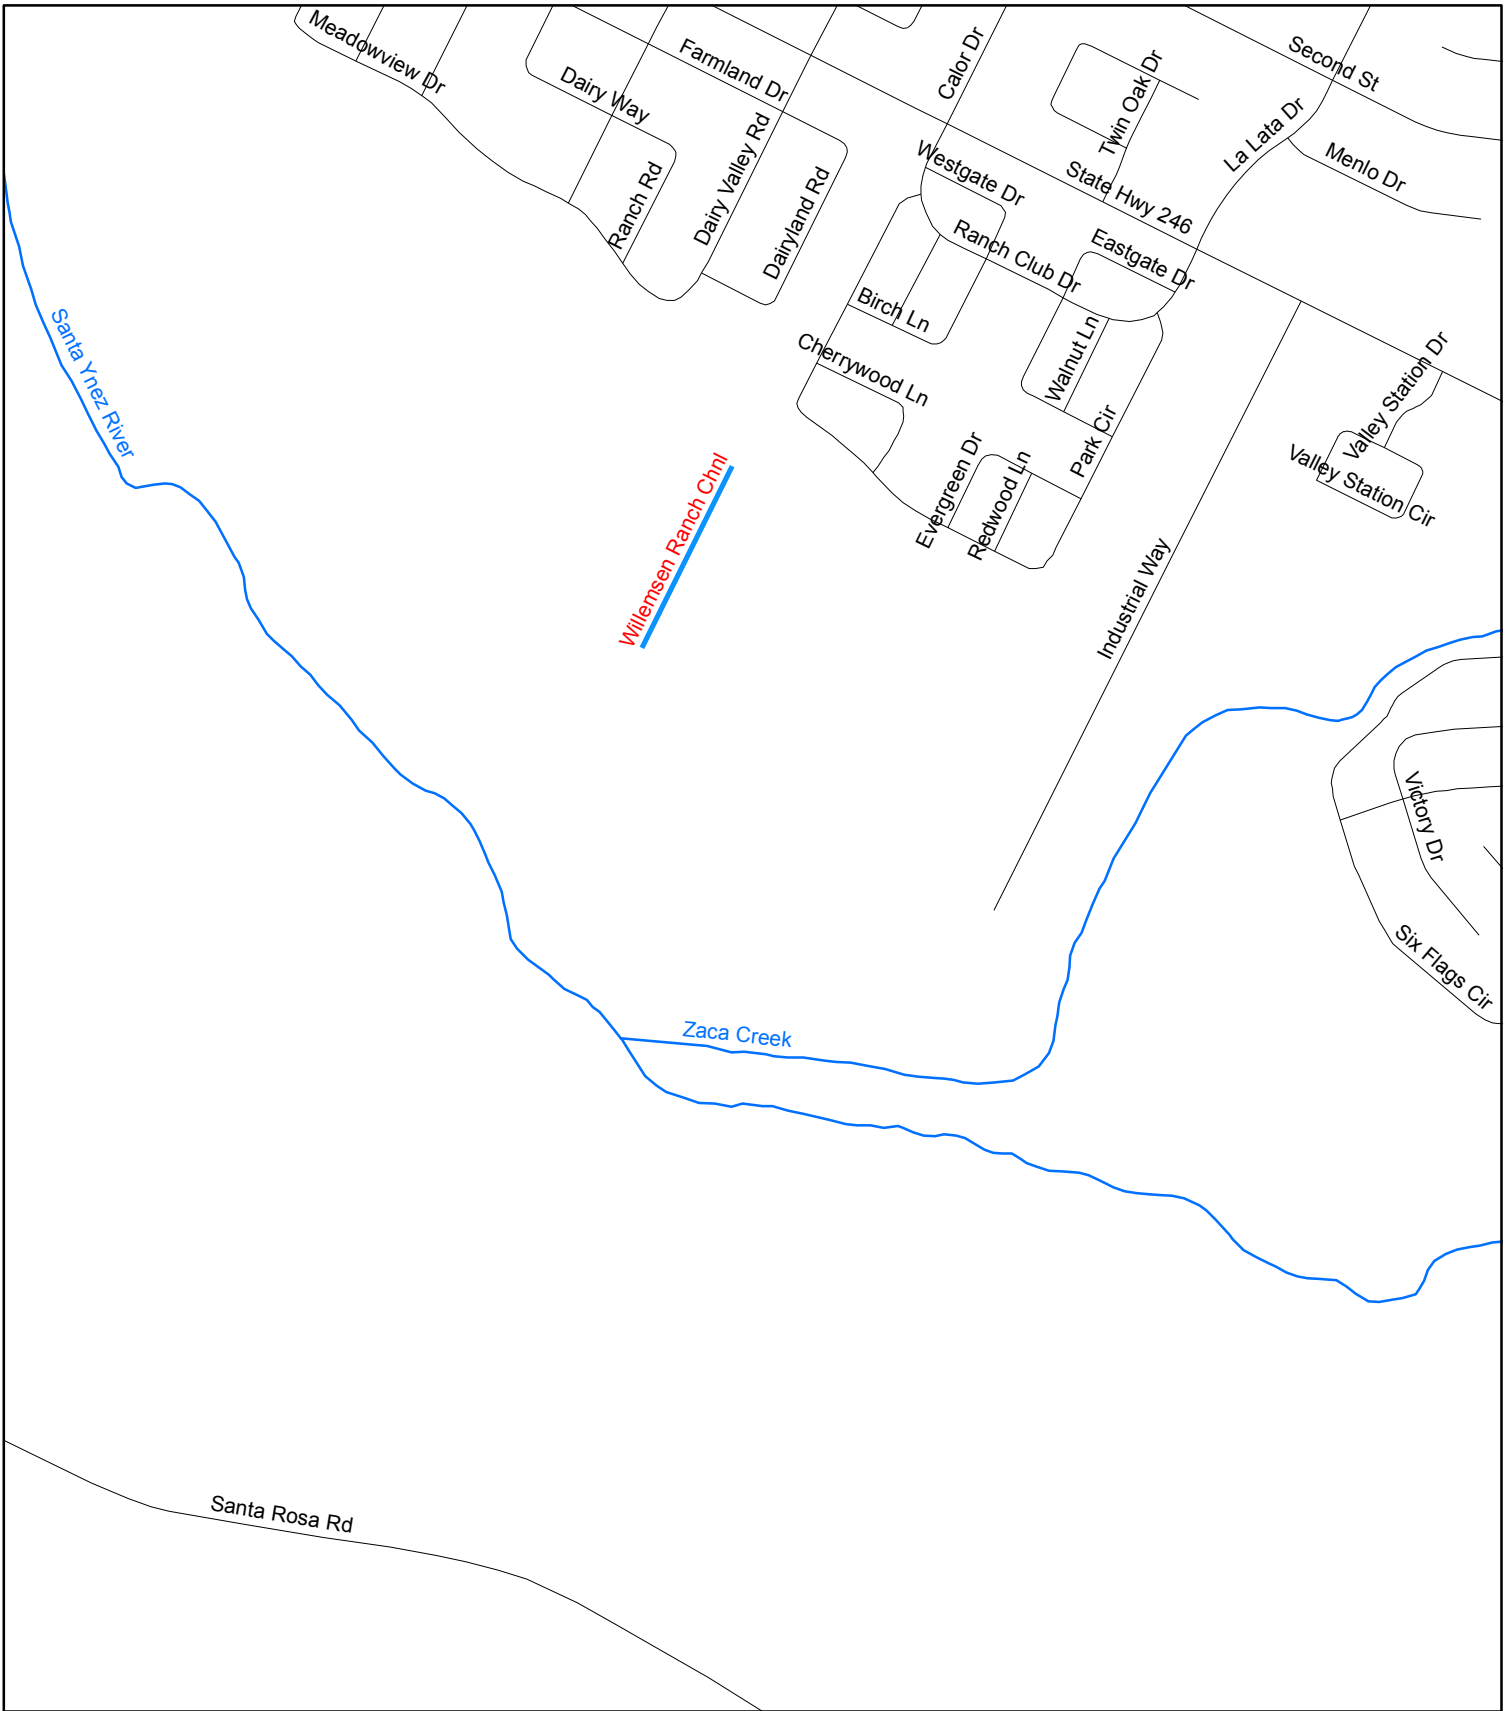 Meadowview Dr
Farmland Dr
Dairy Way
Calor Dr
Twin Oak Dr
Second St
La Lata Dr
Menlo Dr
Ranch Rd
Dairy Valley Rd
Dairyland Rd
Westgate Dr
State Hwy 246
Ranch Club Dr
Eastgate Dr
Birch Ln
Cherrywood Ln
Walnut Ln
Park Cir
Evergreen Dr
Redwood Ln
Valley Station Dr
Valley Station Cir
Santa Ynez River
Willemsen Ranch Chnl
Industrial Way
Victory Dr
Six Flags Cir
Zaca Creek
Santa Rosa Rd